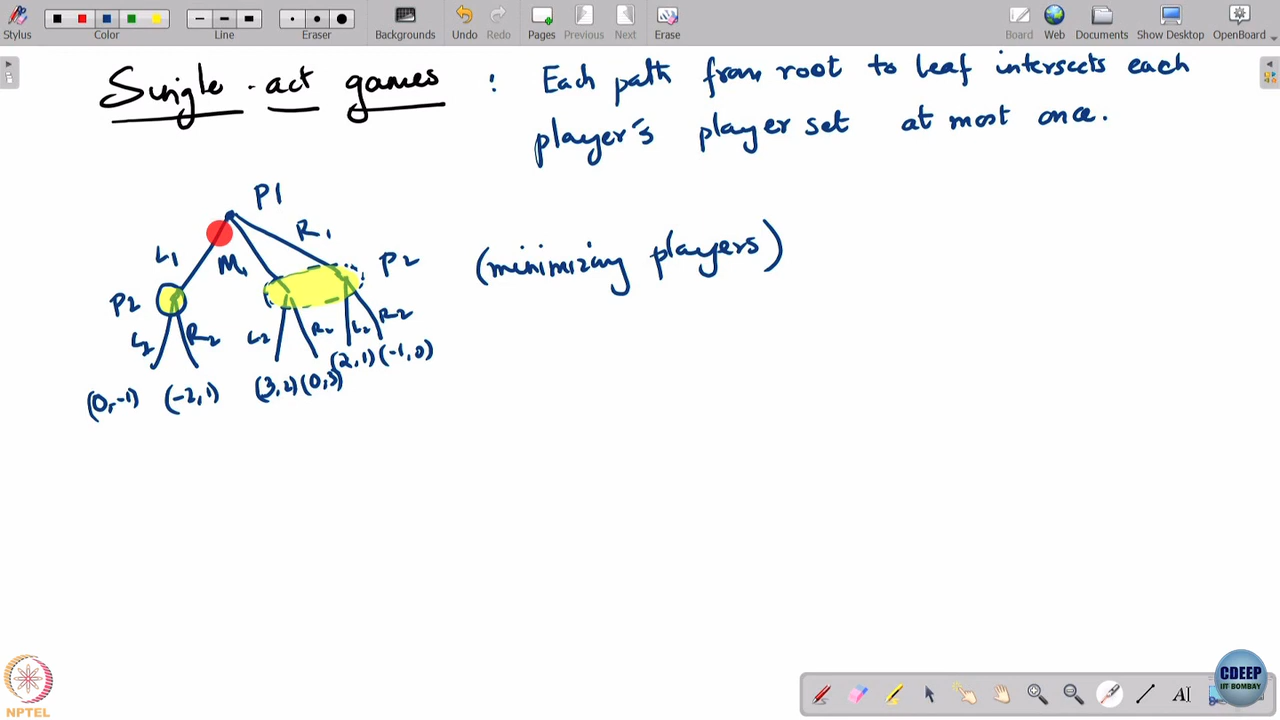 Stylus
Color
Line
Eraser
Backgrounds
Undo
Redo
Pages
Previous
Next
Erase
Board
Web
Documents
Show Desktop
OpenBoard
Single-act games : Each path from root to leaf intersects each
player's player set at most once.
P1
L1 M1 R1
P2 P2
(minimizing players)
L2 R2 L2 R2 L2 R2
(2,1) (-1,0)
(0,-1) (-2,1) (3,2) (0,3)
NPTEL
CDEEP
IIT BOMBAY